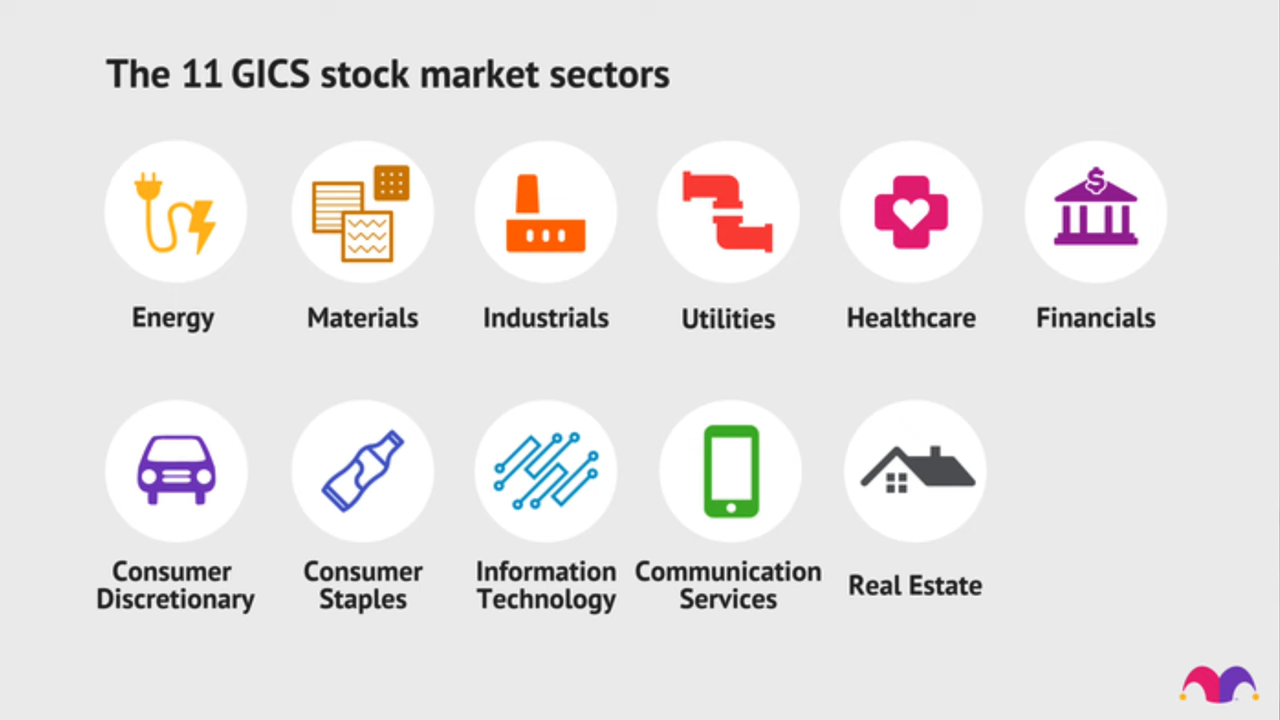 The 11 GICS stock market sectors
Energy
Materials
Industrials
Utilities
Healthcare
Financials
Consumer
Discretionary
Consumer
Staples
Information
Technology
Communication
Services
Real Estate